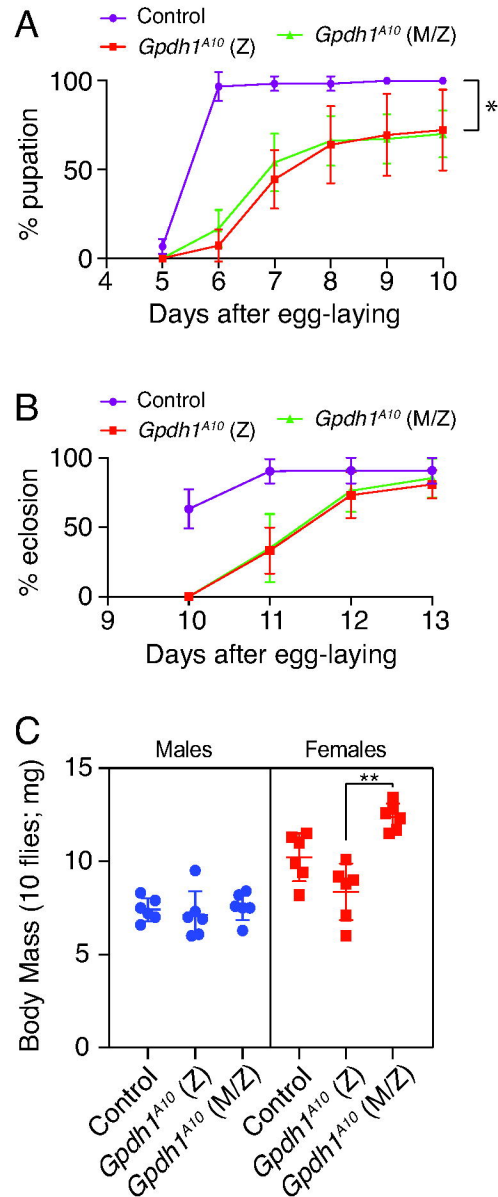 A
Control
Gpdh1A10 (Z)
Gpdh1A10 (M/Z)
100
50
0
% pupation
*
4 5 6 7 8 9 10
Days after egg-laying
B
Control
Gpdh1A10 (Z)
Gpdh1A10 (M/Z)
100
50
0
% eclosion
9 10 11 12 13
Days after egg-laying
C
Males Females
15
10
5
0
Body Mass (10 flies; mg)
**
Control
Gpdh1A10 (Z)
Gpdh1A10 (M/Z)
Control
Gpdh1A10 (Z)
Gpdh1A10 (M/Z)